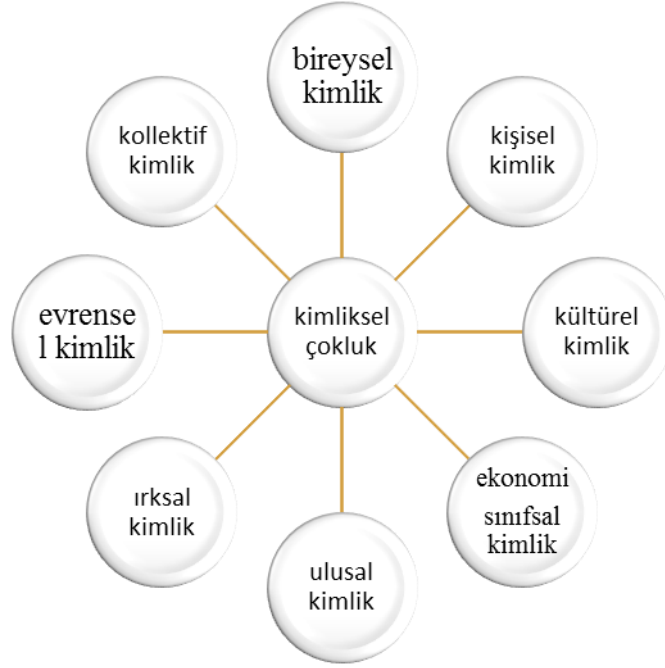 bireysel
kimlik
kişisel
kimlik
kültürel
kimlik
ekonomi
sınıfsal
kimlik
ulusal
kimlik
ırksal
kimlik
evrense
l kimlik
kollektif
kimlik
kimliksel
çokluk